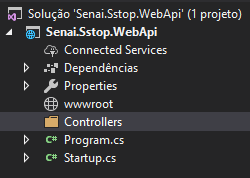 Solução 'Senai.Sstop.WebApi' (1 projeto)
Senai.Sstop.WebApi
Connected Services
Dependências
Properties
wwwroot
Controllers
C# Program.cs
C# Startup.cs